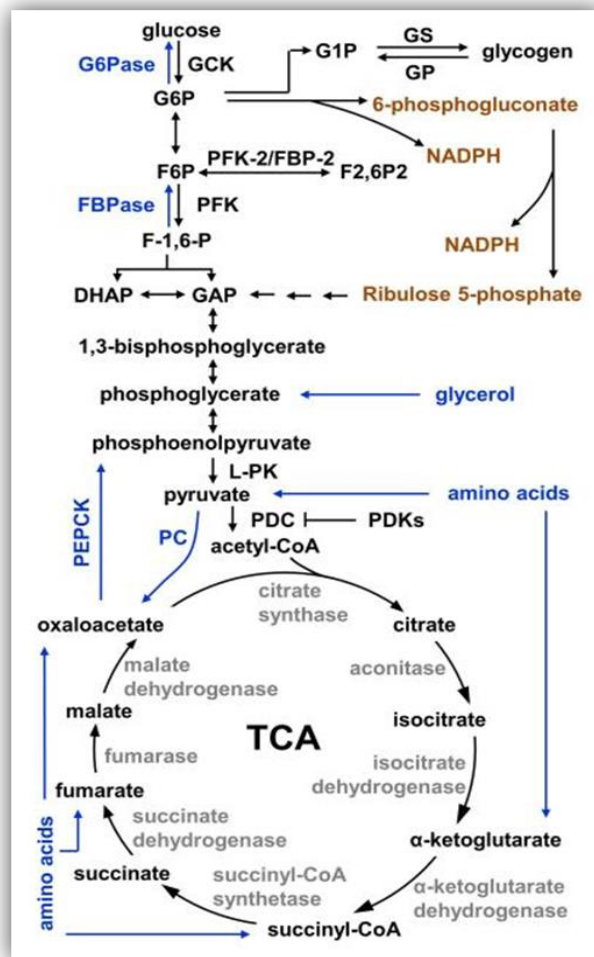 glucose
G6Pase GCK
G1P GS glycogen
GP
G6P 6-phosphogluconate
NADPH
F6P PFK-2/FBP-2 F2,6P2
FBPase PFK
F-1,6-P
NADPH
DHAP GAP Ribulose 5-phosphate
1,3-bisphosphoglycerate
phosphoglycerate glycerol
phosphoenolpyruvate
L-PK
pyruvate amino acids
PEPCK
PC
PDC PDKs
acetyl-CoA
citrate
synthase
oxaloacetate citrate
malate
dehydrogenase
aconitase
malate
TCA
isocitrate
fumarase
isocitrate
dehydrogenase
fumarate
succinate
dehydrogenase
α-ketoglutarate
amino acids
succinate
succinyl-CoA
synthetase
α-ketoglutarate
dehydrogenase
succinyl-CoA